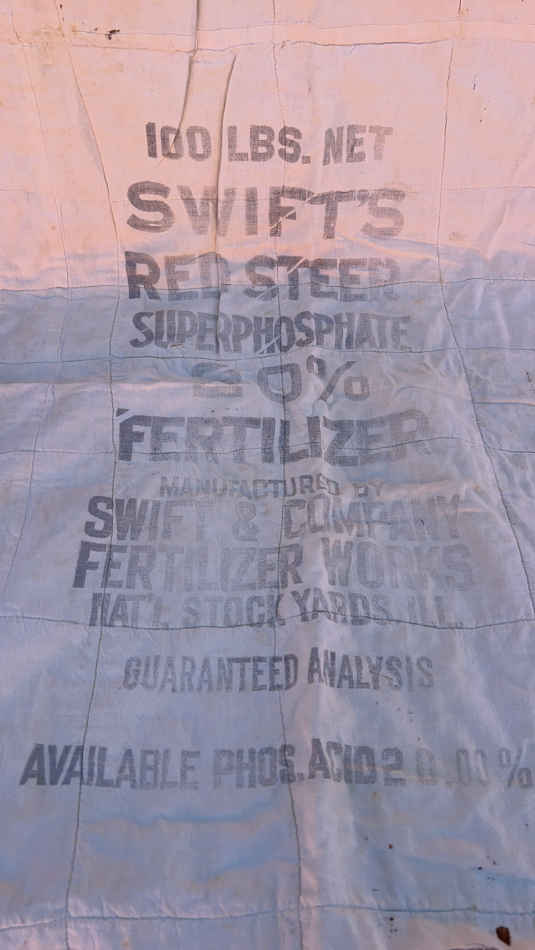 100 LBS. NET
SWIFT'S
RED STEER
SUPERPHOSPHATE
20%
FERTILIZER
MANUFACTURED BY
SWIFT & COMPANY
FERTILIZER WORKS
NAT'L STOCK YARDS, ILL.
GUARANTEED ANALYSIS
AVAILABLE PHOS. ACID 20.00%